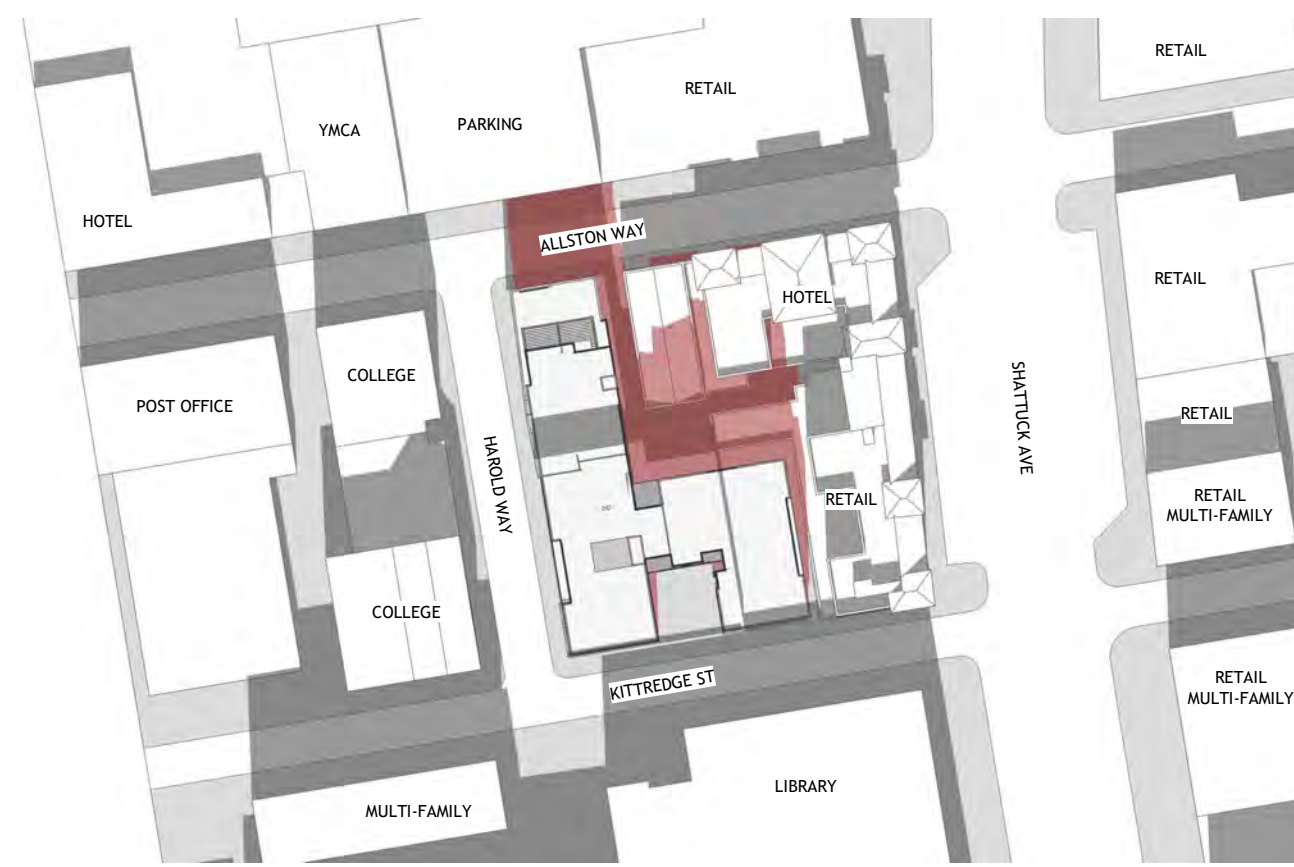 RETAIL
RETAIL
YMCA
PARKING
HOTEL
ALLSTON WAY
RETAIL
HOTEL
COLLEGE
POST OFFICE
SHATTUCK AVE
RETAIL
HAROLD WAY
RETAIL
RETAIL
MULTI-FAMILY
COLLEGE
KITTREDGE ST
RETAIL
MULTI-FAMILY
LIBRARY
MULTI-FAMILY